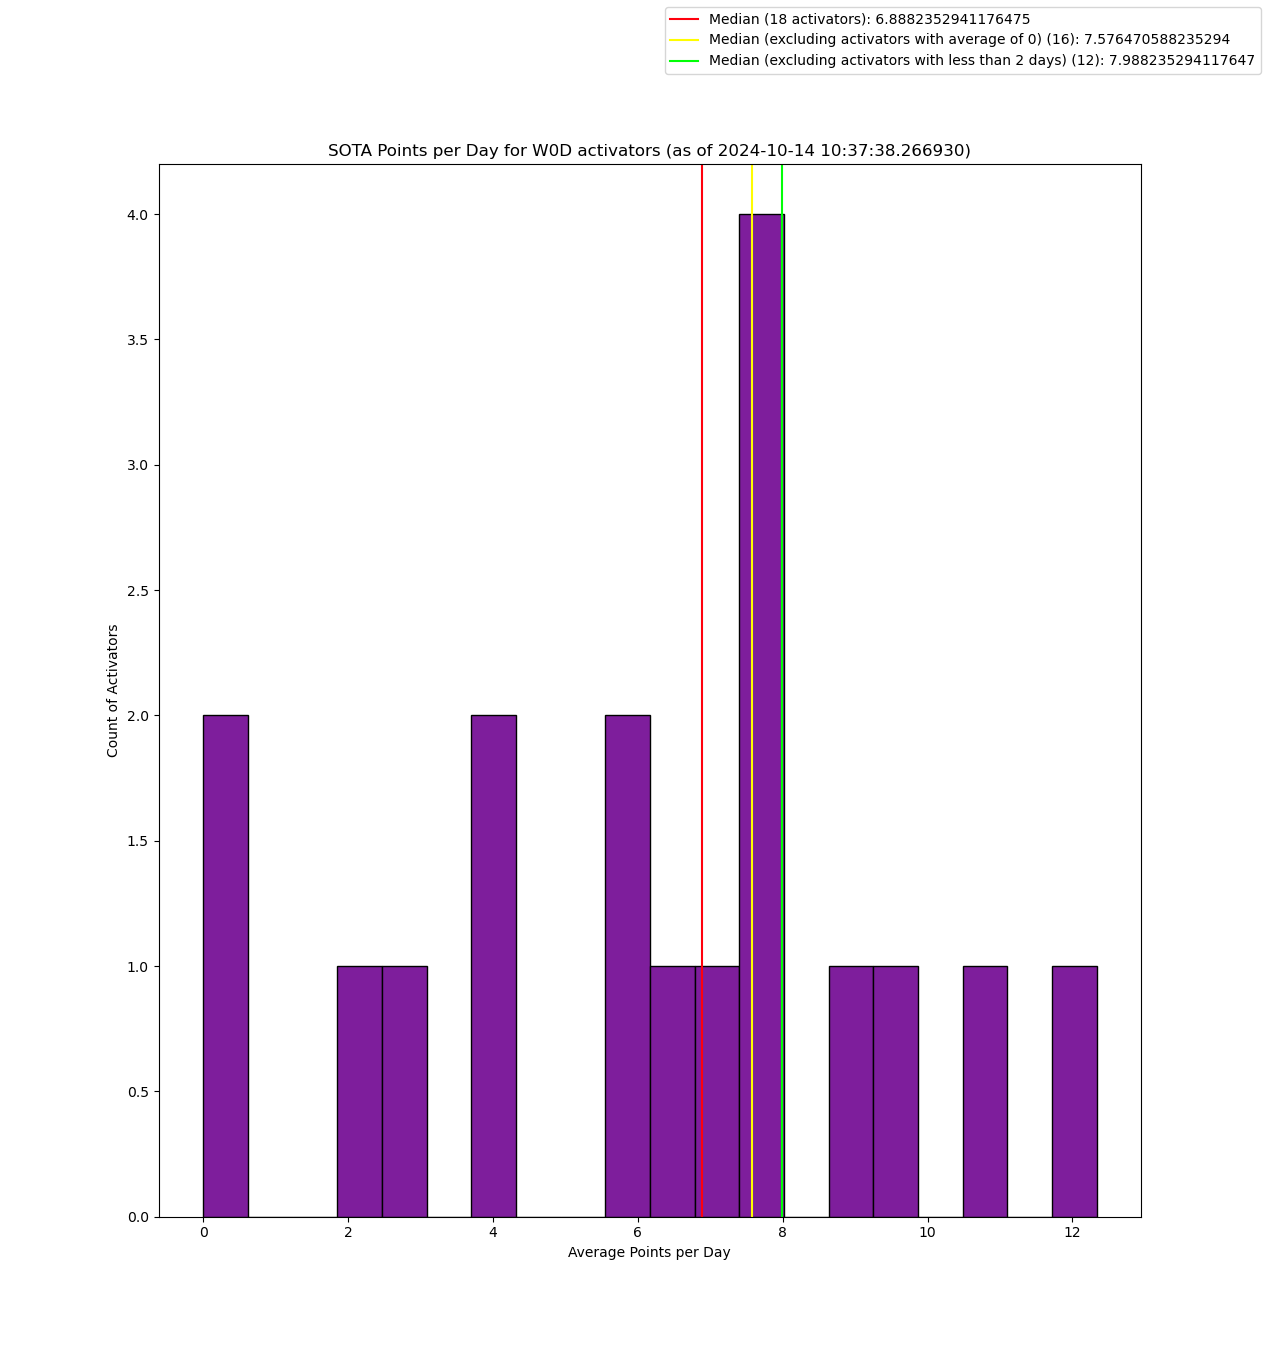 Median (18 activators): 6.8882352941176475
Median (excluding activators with average of 0) (16): 7.576470588235294
Median (excluding activators with less than 2 days) (12): 7.988235294117647
SOTA Points per Day for W0D activators (as of 2024-10-14 10:37:38.266930)
4.0
3.5
3.0
2.5
2.0
1.5
1.0
0.5
0.0
Count of Activators
0 2 4 6 8 10 12
Average Points per Day